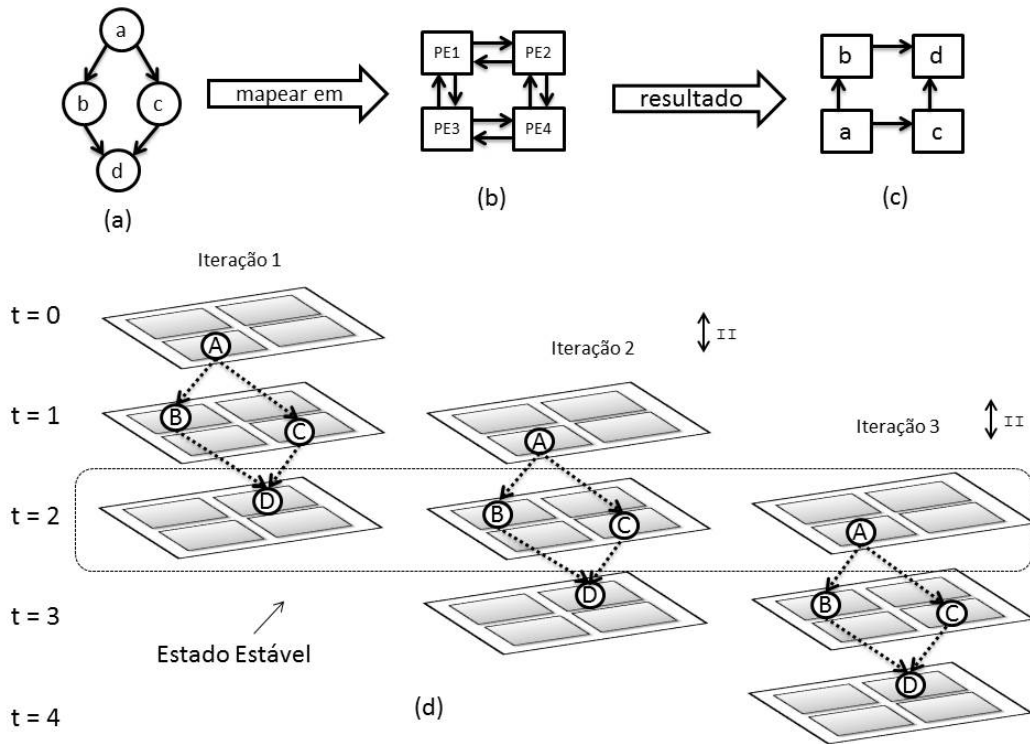 a
b
c
d
(a)
mapear em
PE1
PE2
PE3
PE4
(b)
resultado
b
d
a
c
(c)
Iteração 1
Iteração 2
Iteração 3
II
II
t = 0
A
t = 1
B
C
A
t = 2
D
B
C
A
t = 3
D
B
C
Estado Estável
t = 4
D
(d)